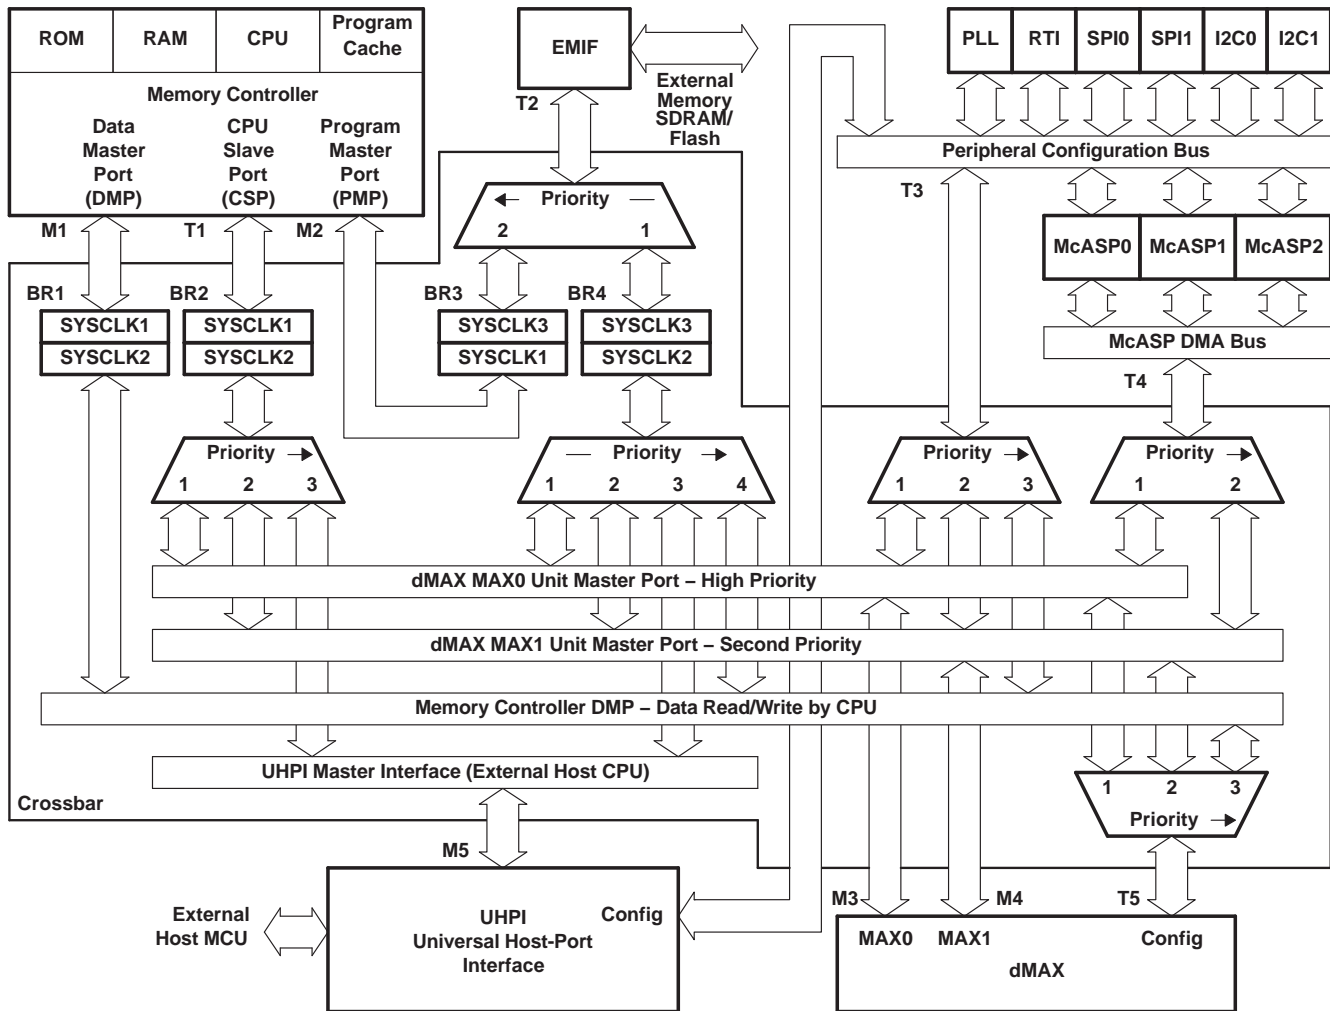 ROM
RAM
CPU
Program
Cache
Memory Controller
Data
Master
Port
(DMP)
CPU
Slave
Port
(CSP)
Program
Master
Port
(PMP)
EMIF
External
Memory
SDRAM/
Flash
T2
PLL
RTI
SPI0
SPI1
I2C0
I2C1
Peripheral Configuration Bus
T3
McASP0
McASP1
McASP2
McASP DMA Bus
T4
M1
T1
M2
Priority
2
1
BR1
BR2
BR3
BR4
SYSCLK1
SYSCLK2
SYSCLK1
SYSCLK2
SYSCLK3
SYSCLK1
SYSCLK3
SYSCLK2
Priority
1
2
3
Priority
1
2
3
4
Priority
1
2
3
Priority
1
2
dMAX MAX0 Unit Master Port – High Priority
dMAX MAX1 Unit Master Port – Second Priority
Memory Controller DMP – Data Read/Write by CPU
UHPI Master Interface (External Host CPU)
Crossbar
1
2
3
Priority
M5
M3
M4
T5
External
Host MCU
UHPI
Universal Host-Port
Interface
Config
MAX0
MAX1
Config
dMAX